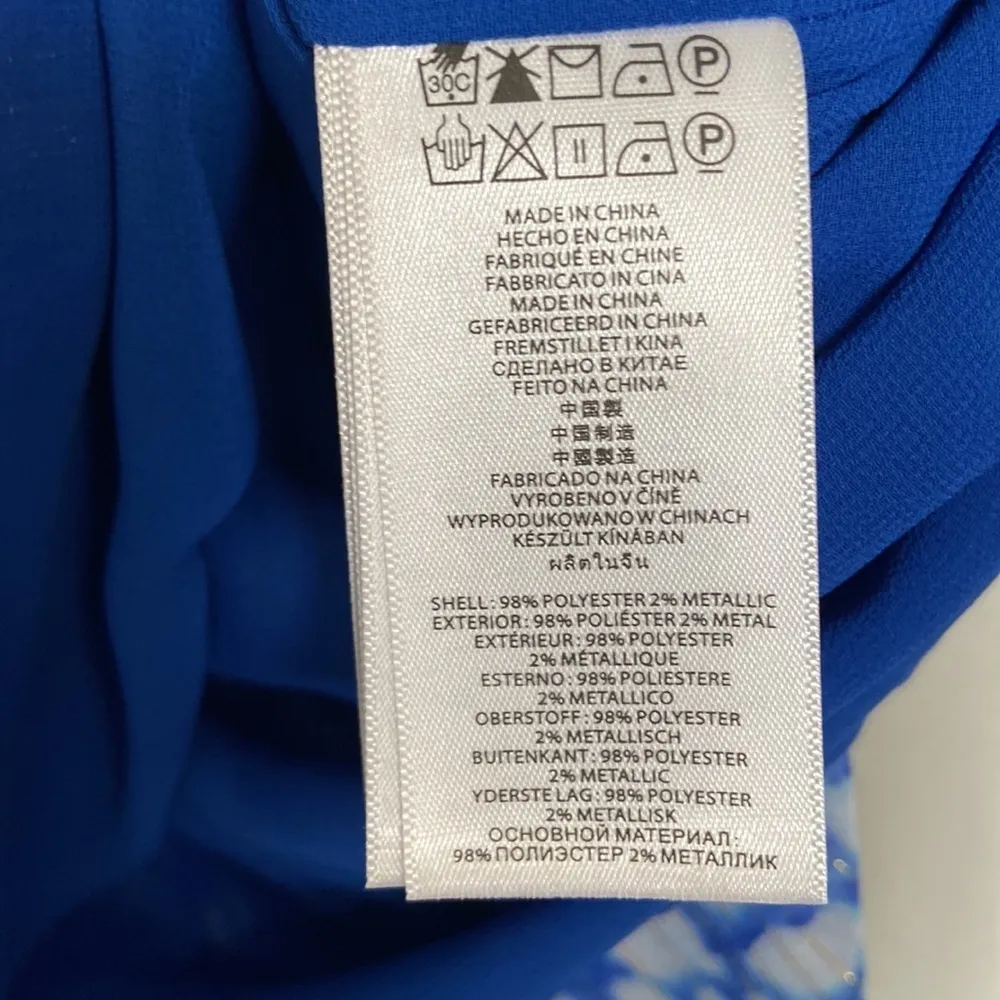 30C
P
P
MADE IN CHINA
HECHO EN CHINA
FABRIQUÉ EN CHINE
FABBRICATO IN CINA
MADE IN CHINA
GEFABRICEERD IN CHINA
FREMSTILLET I KINA
СДЕЛАНО В КИТАЕ
FEITO NA CHINA
中国製
中国制造
中國製造
FABRICADO NA CHINA
VYROBENO V ČÍNĚ
WYPRODUKOWANO W CHINACH
KÉSZÜLT KÍNÁBAN
ผลิตในจีน
SHELL: 98% POLYESTER 2% METALLIC
EXTERIOR: 98% POLIÉSTER 2% METAL
EXTÉRIEUR: 98% POLYESTER
2% MÉTALLIQUE
ESTERNO: 98% POLIESTERE
2% METALLICO
OBERSTOFF: 98% POLYESTER
2% METALLISCH
BUITENKANT: 98% POLYESTER
2% METALLIC
YDERSTE LAG: 98% POLYESTER
2% METALLISK
ОСНОВНОЙ МАТЕРИАЛ:
98% ПОЛИЭСТЕР 2% МЕТАЛЛИК